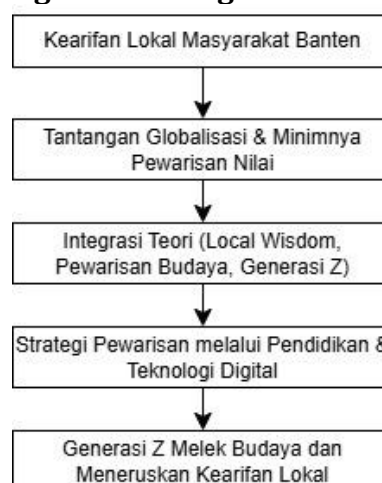 Kearifan Lokal Masyarakat Banten
Tantangan Globalisasi & Minimnya
Pewarisan Nilai
Integrasi Teori (Local Wisdom,
Pewarisan Budaya, Generasi Z)
Strategi Pewarisan melalui Pendidikan &
Teknologi Digital
Generasi Z Melek Budaya dan
Meneruskan Kearifan Lokal